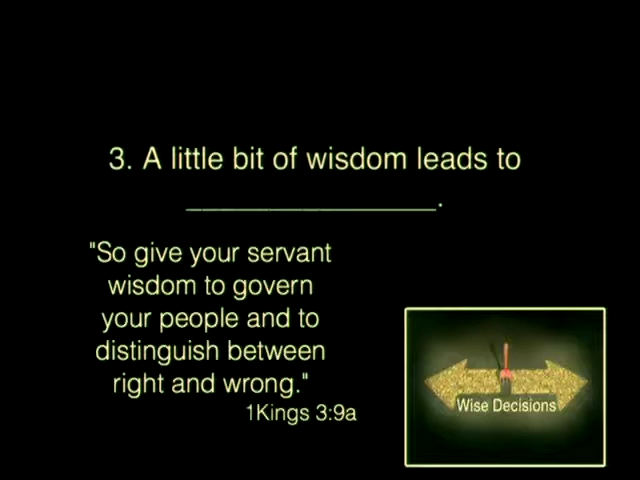 3. A little bit of wisdom leads to
_________________.
"So give your servant
wisdom to govern
your people and to
distinguish between
right and wrong."
1Kings 3:9a
Wise Decisions